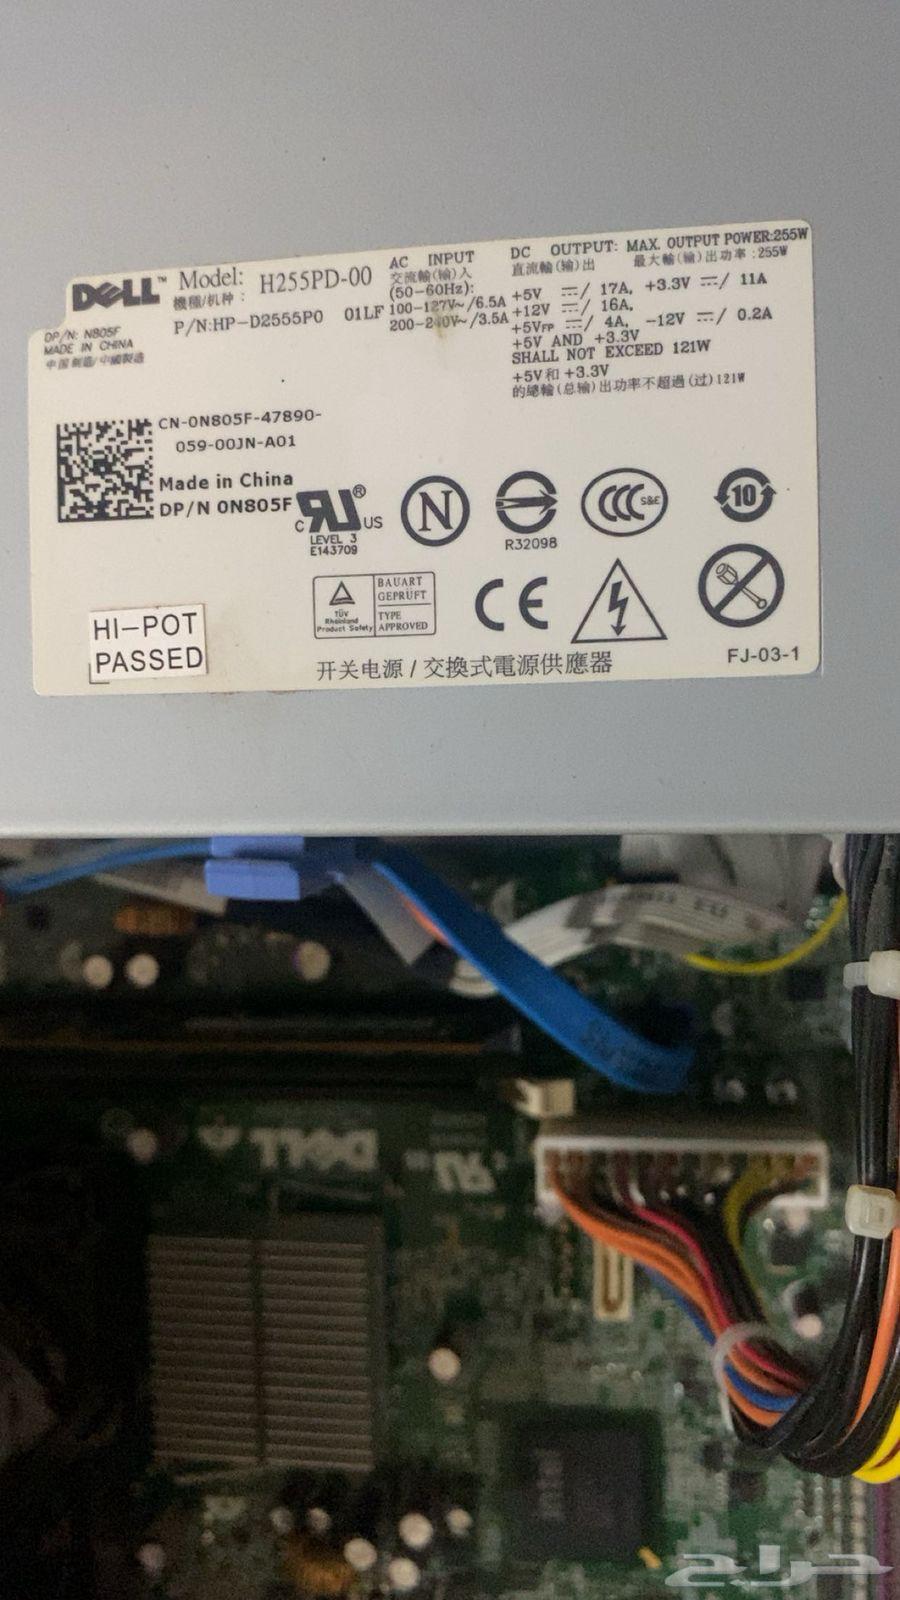 DELL™ Model: H255PD-00
機種/机种：
P/N:HP-D2555P0 01LF
DP/N: N805F
MADE IN CHINA
中国制造/中國製造
AC INPUT
交流輸(输)入
(50-60Hz):
100-127V~/6.5A
200-240V~/3.5A
DC OUTPUT: MAX. OUTPUT POWER:255W
直流輸(输)出 最大輸(输)出功率:255W
+5V ⎓/ 17A, +3.3V ⎓/ 11A
+12V ⎓/ 16A,
+5VFP ⎓/ 4A, -12V ⎓/ 0.2A
+5V AND +3.3V
SHALL NOT EXCEED 121W
+5V和 +3.3V
的總輸(总输)出功率不超過(过)121W
CN-0N805F-47890-
059-00JN-A01
Made in China
DP/N 0N805F
c RU ® US
LEVEL 3
E143709
N
R32098
CCC S&E
10
TÜV
Rheinland
Product Safety
BAUART
GEPRÜFT
TYPE
APPROVED
CE
HI-POT
PASSED
开关电源 / 交換式電源供應器
FJ-03-1
DELL
حراج